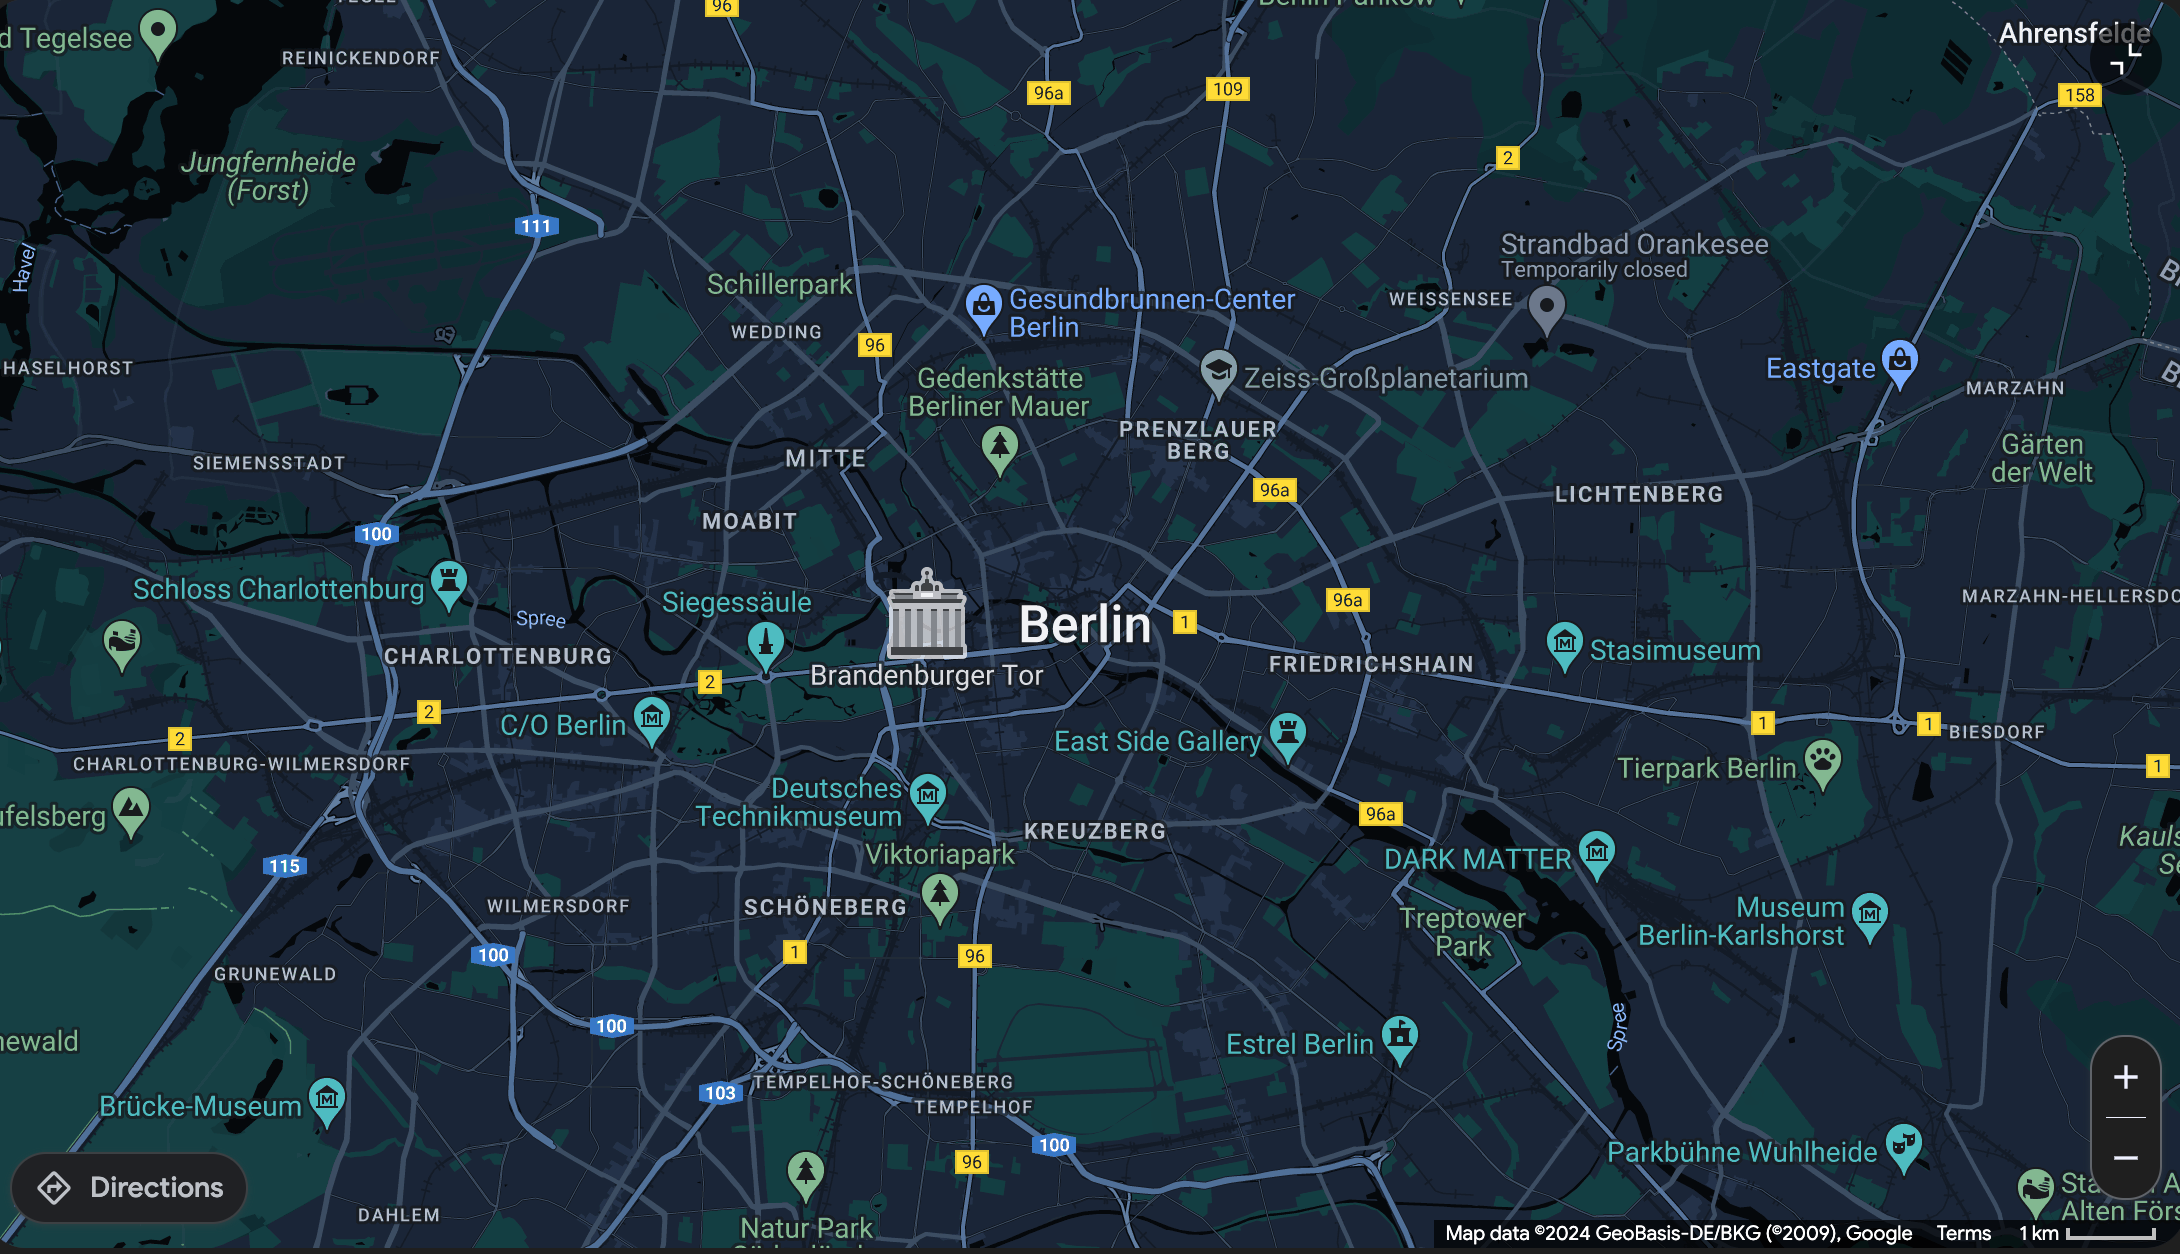 96
Berlin Pankow
d Tegelsee
REINICKENDORF
Ahrensfelde
96a
109
158
2
Jungfernheide
(Forst)
111
Havel
Strandbad Orankesee
Temporarily closed
Schillerpark
Gesundbrunnen-Center
Berlin
WEISSENSEE
WEDDING
96
HASELHORST
Eastgate
MARZAHN
Gedenkstätte
Berliner Mauer
Zeiss-Großplanetarium
PRENZLAUER
BERG
Gärten
der Welt
SIEMENSSTADT
MITTE
96a
LICHTENBERG
MOABIT
100
Schloss Charlottenburg
Spree
Siegessäule
Berlin
1
96a
MARZAHN-HELLERSDO
CHARLOTTENBURG
Brandenburger Tor
FRIEDRICHSHAIN
Stasimuseum
2
2
2
C/O Berlin
East Side Gallery
1
1
BIESDORF
1
CHARLOTTENBURG-WILMERSDORF
Tierpark Berlin
ufelsberg
Deutsches
Technikmuseum
KREUZBERG
96a
Kauls
Se
115
Viktoriapark
DARK MATTER
WILMERSDORF
SCHÖNEBERG
Treptower
Park
Museum
Berlin-Karlshorst
100
1
96
GRUNEWALD
newald
100
Estrel Berlin
Spree
103
TEMPELHOF-SCHÖNEBERG
TEMPELHOF
Brücke-Museum
100
96
Parkbühne Wuhlheide
Directions
DAHLEM
Natur Park
Sta
A
Alten Förs
Map data ©2024 GeoBasis-DE/BKG (©2009), Google
Terms
1 km